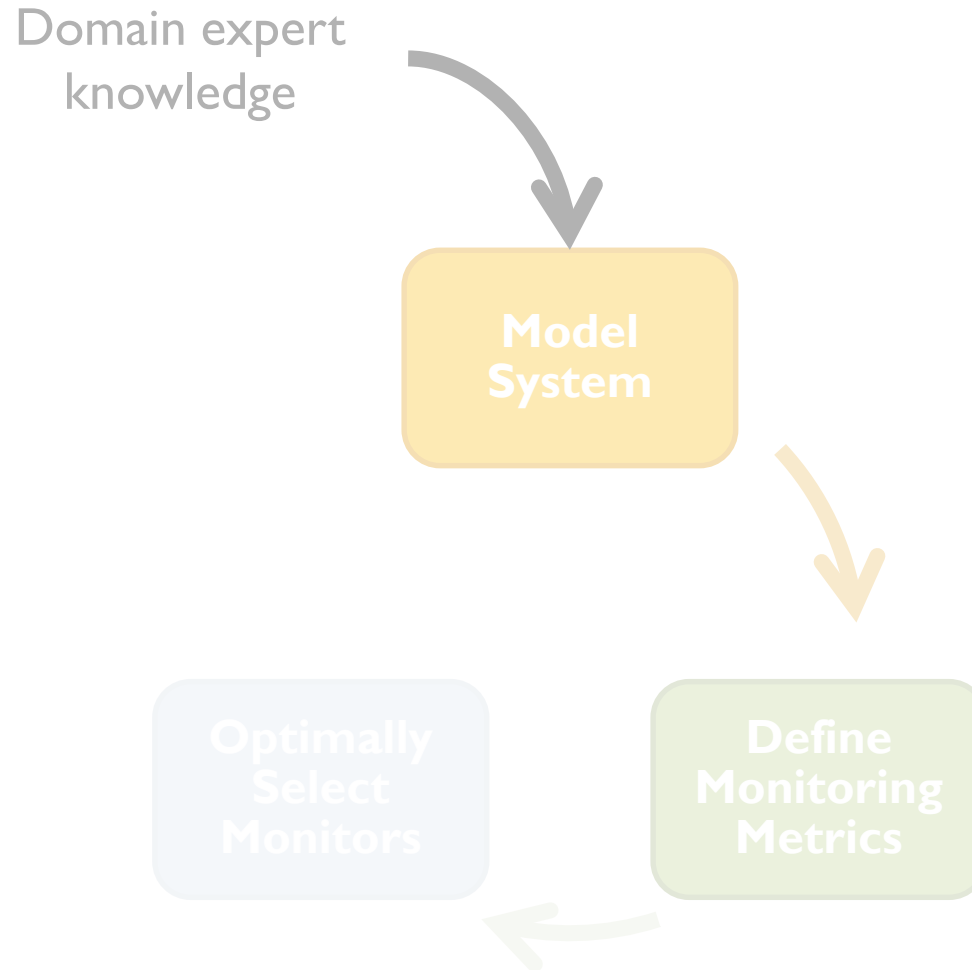 Domain expert
knowledge
Model
System
Optimally
Select
Monitors
Define
Monitoring
Metrics